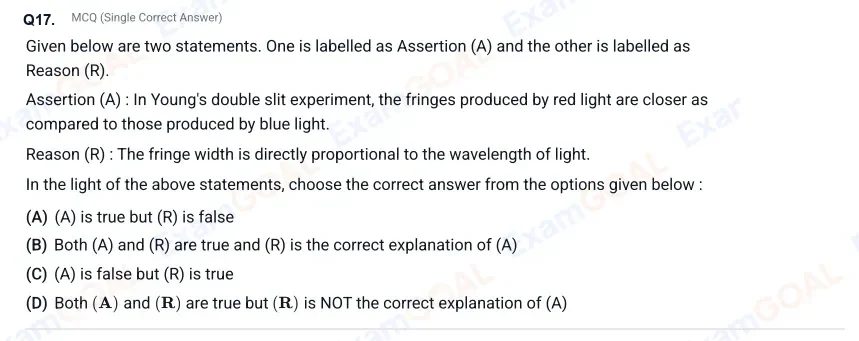 Q17. MCQ (Single Correct Answer)
Given below are two statements. One is labelled as Assertion (A) and the other is labelled as
Reason (R).
Assertion (A) : In Young's double slit experiment, the fringes produced by red light are closer as
compared to those produced by blue light.
Reason (R) : The fringe width is directly proportional to the wavelength of light.
In the light of the above statements, choose the correct answer from the options given below :
(A) (A) is true but (R) is false
(B) Both (A) and (R) are true and (R) is the correct explanation of (A)
(C) (A) is false but (R) is true
(D) Both (A) and (R) are true but (R) is NOT the correct explanation of (A)